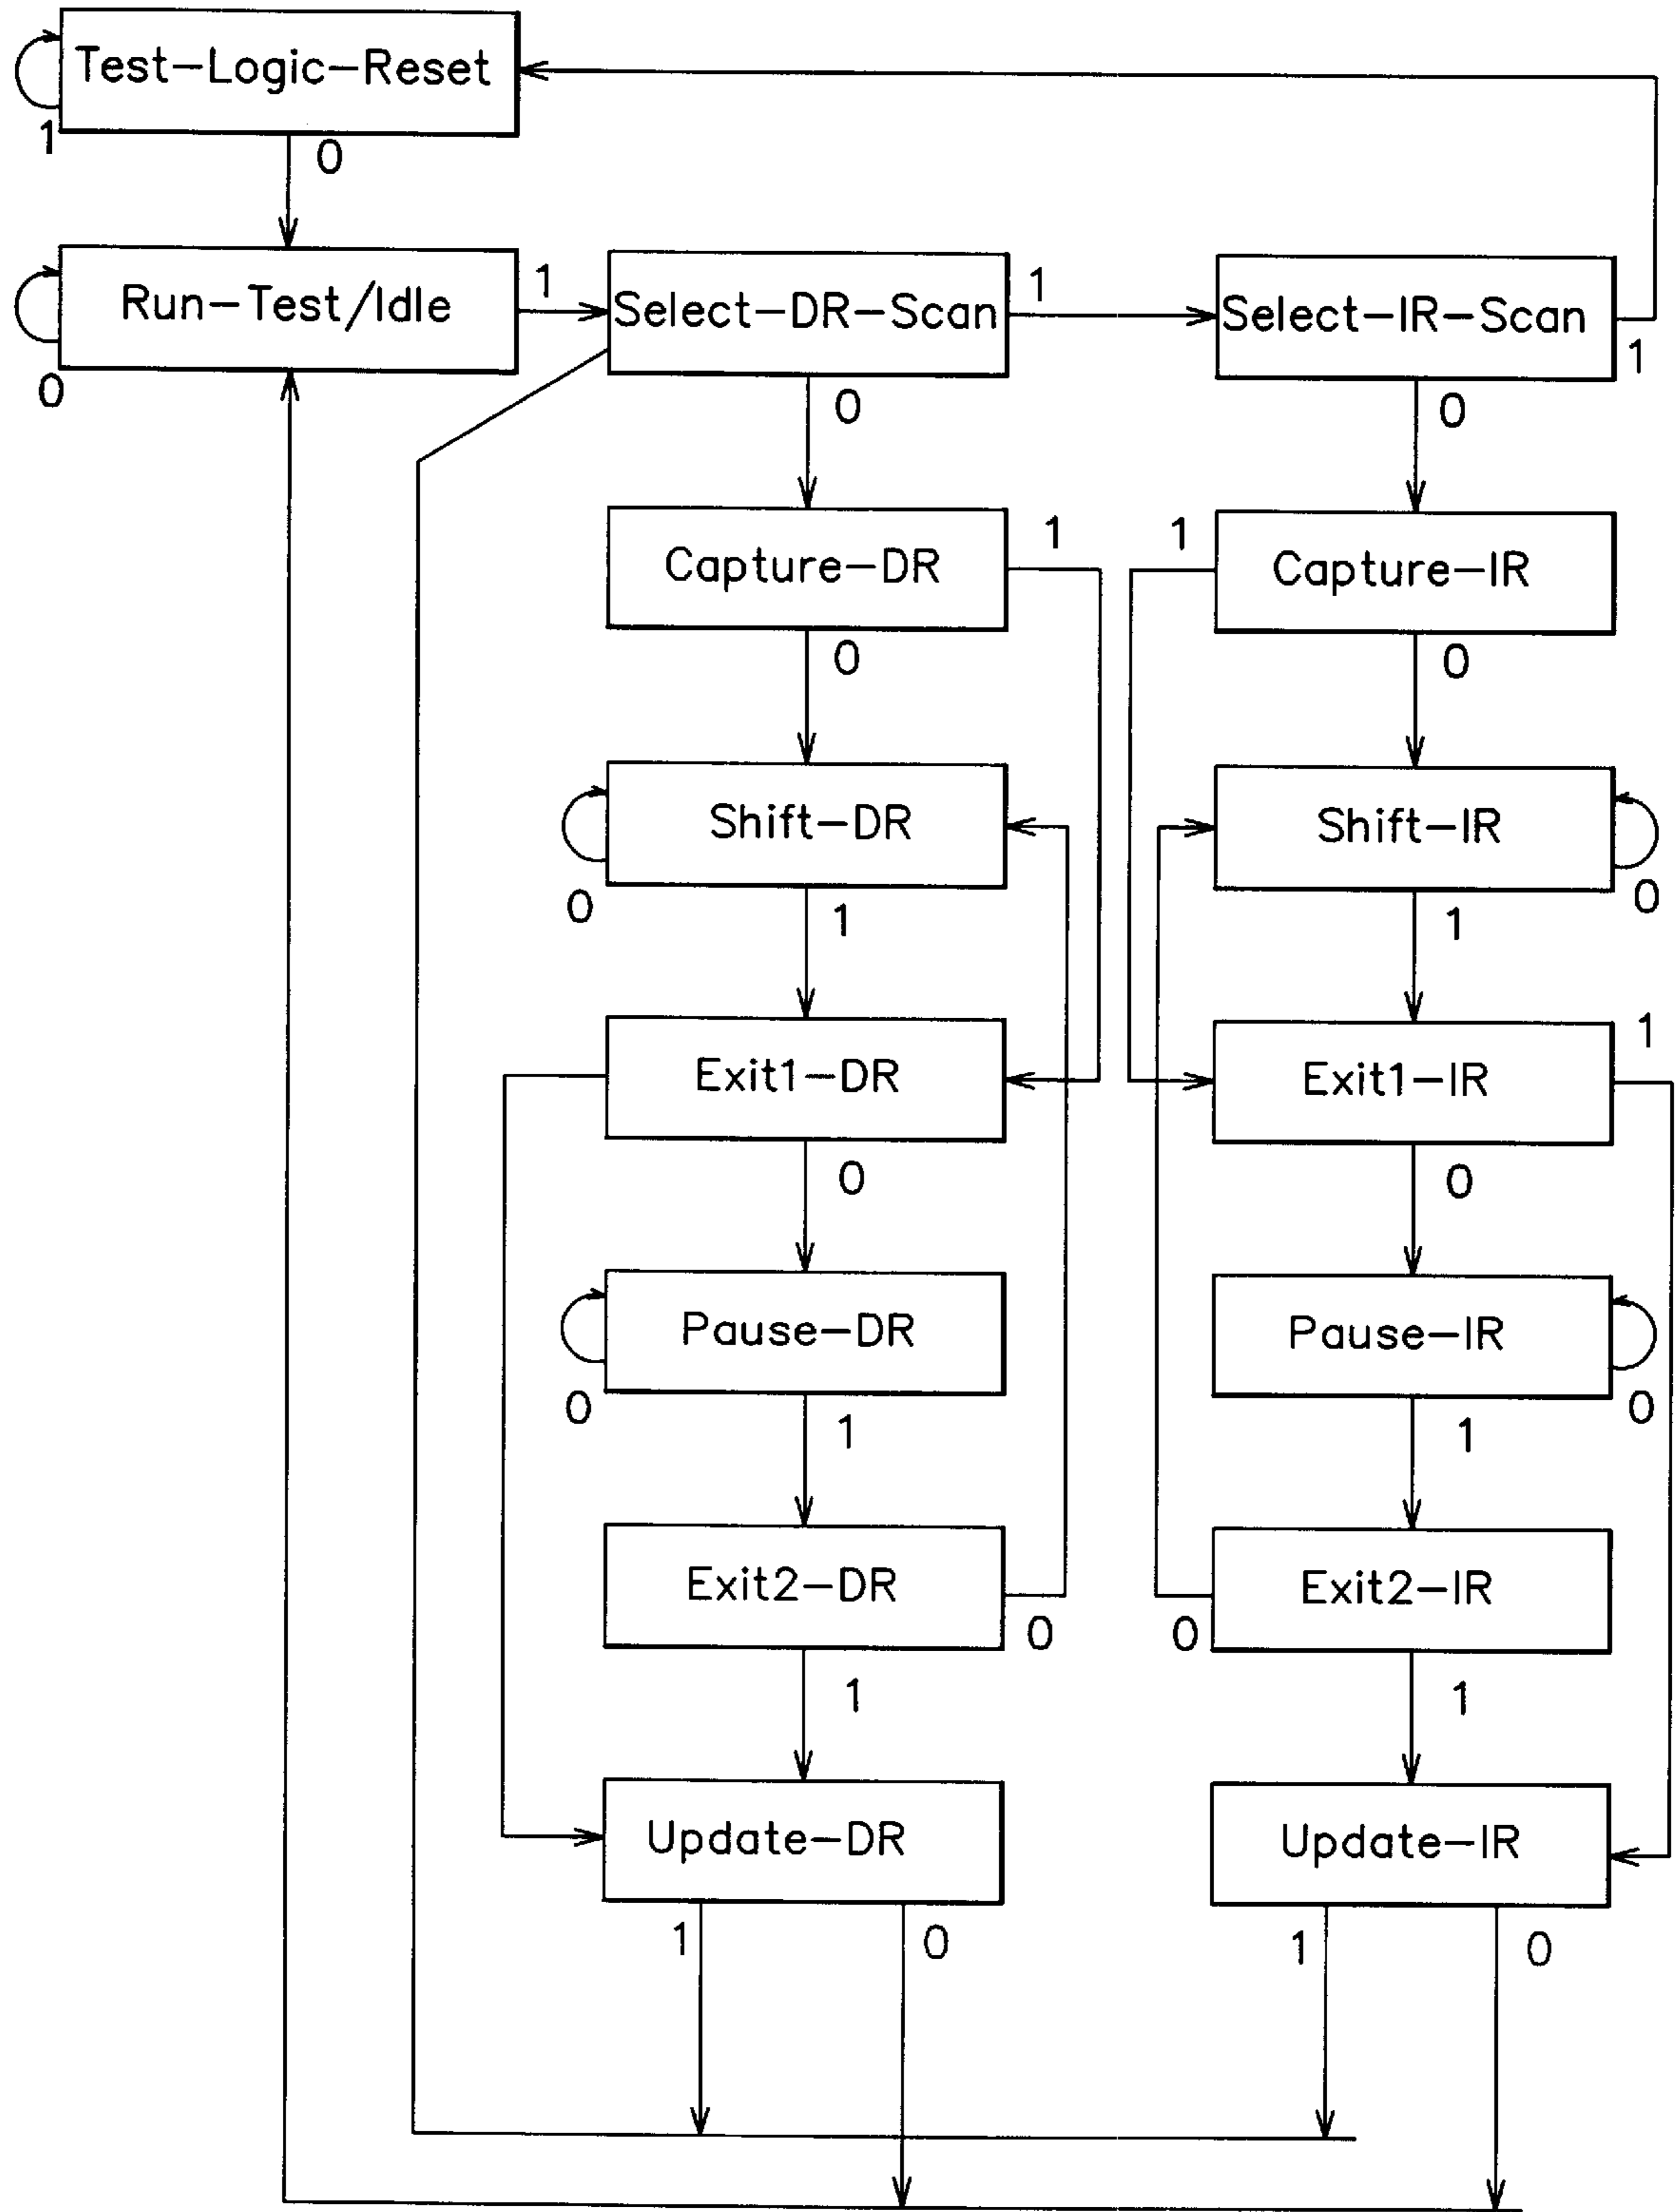 Test-Logic-Reset
1
0
Run-Test/Idle
1
Select-DR-Scan
1
Select-IR-Scan
1
0
0
0
Capture-DR
1
1
Capture-IR
0
0
Shift-DR
Shift-IR
0
1
1
0
Exit1-DR
Exit1-IR
1
0
0
Pause-DR
Pause-IR
0
1
1
0
Exit2-DR
0
0
Exit2-IR
1
1
Update-DR
Update-IR
1
0
1
0